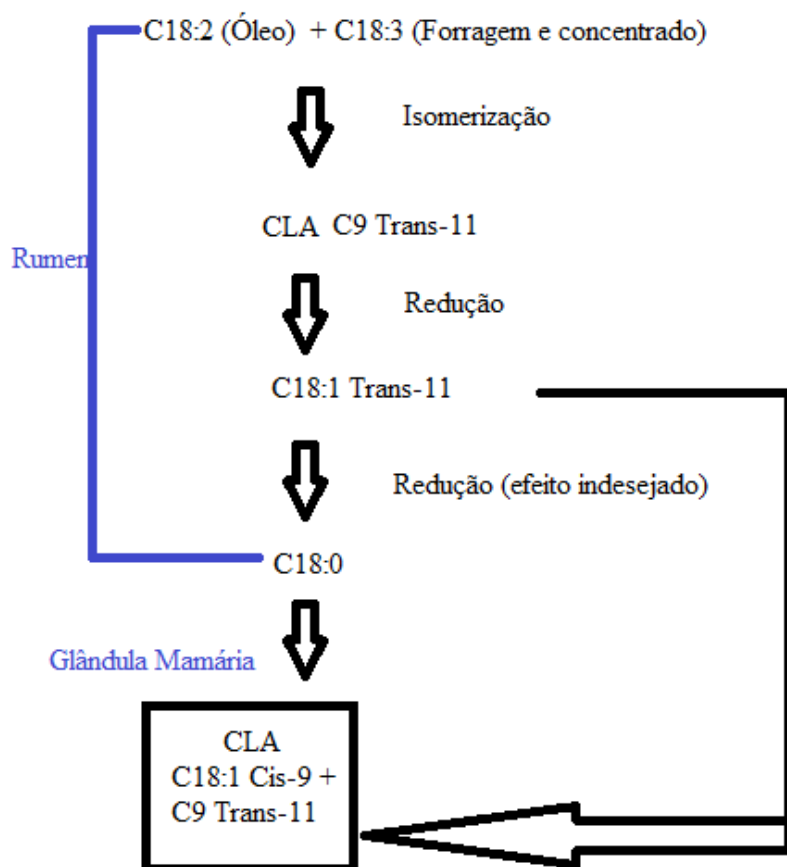 C18:2 (Óleo) + C18:3 (Forragem e concentrado)
Isomerização
CLA C9 Trans-11
Rumen
Redução
C18:1 Trans-11
Redução (efeito indesejado)
C18:0
Glândula Mamária
CLA
C18:1 Cis-9 +
C9 Trans-11